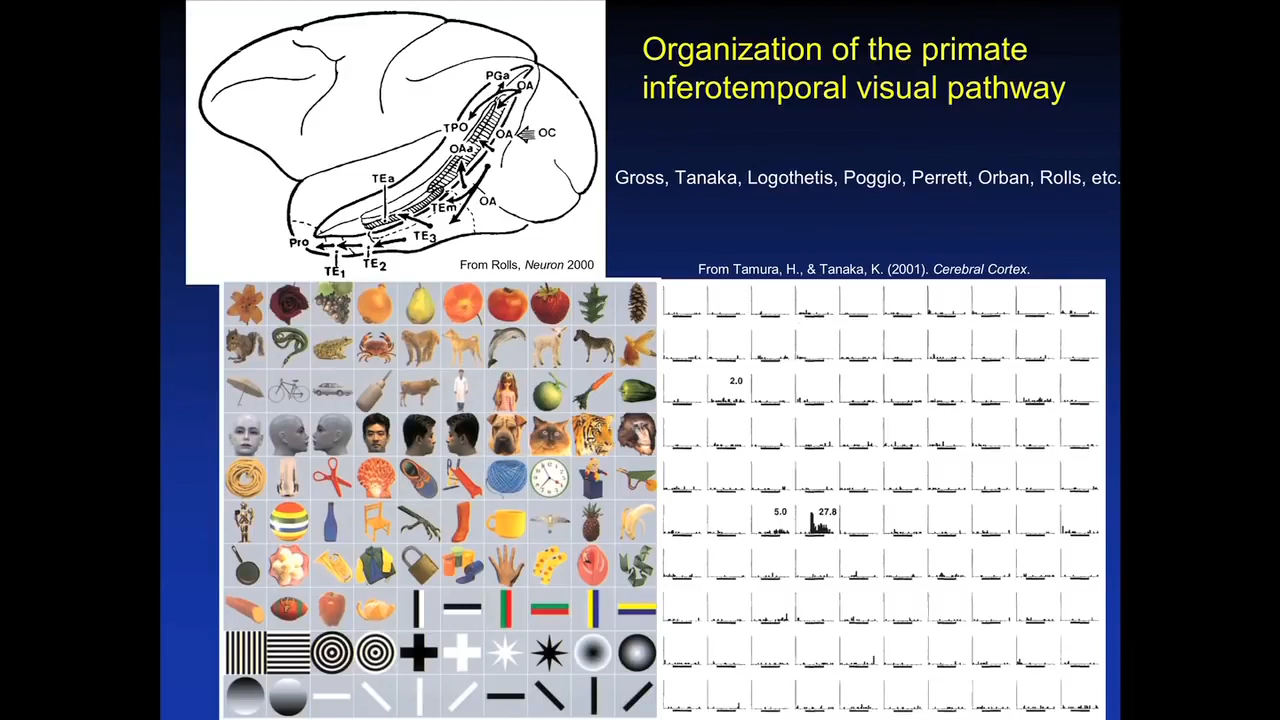 Organization of the primate
inferotemporal visual pathway
Gross, Tanaka, Logothetis, Poggio, Perrett, Orban, Rolls, etc.
From Tamura, H., & Tanaka, K. (2001). Cerebral Cortex.
PGa
OA
TPO
OA
OC
OAa
TEa
TEm
OA
TE3
Pro
TE2
TE1
From Rolls, Neuron 2000
2.0
5.0
27.8